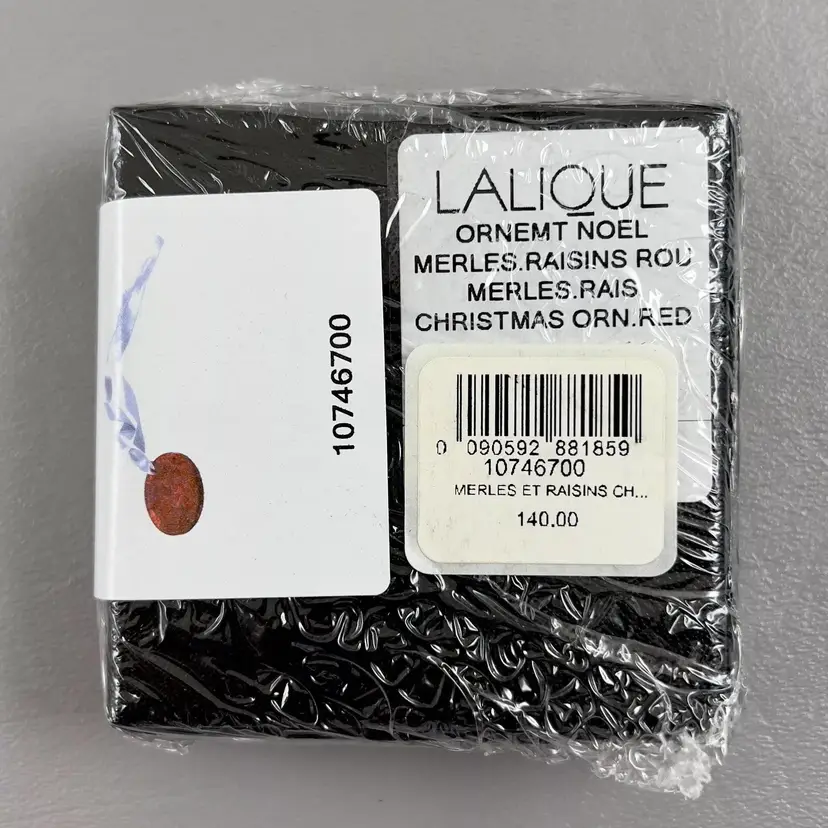 LALIQUE
ORNEMT NOEL
MERLES.RAISINS ROU
MERLES.RAIS
CHRISTMAS ORN.RED
10746700
0 090592 881859
10746700
MERLES ET RAISINS CH...
140.00